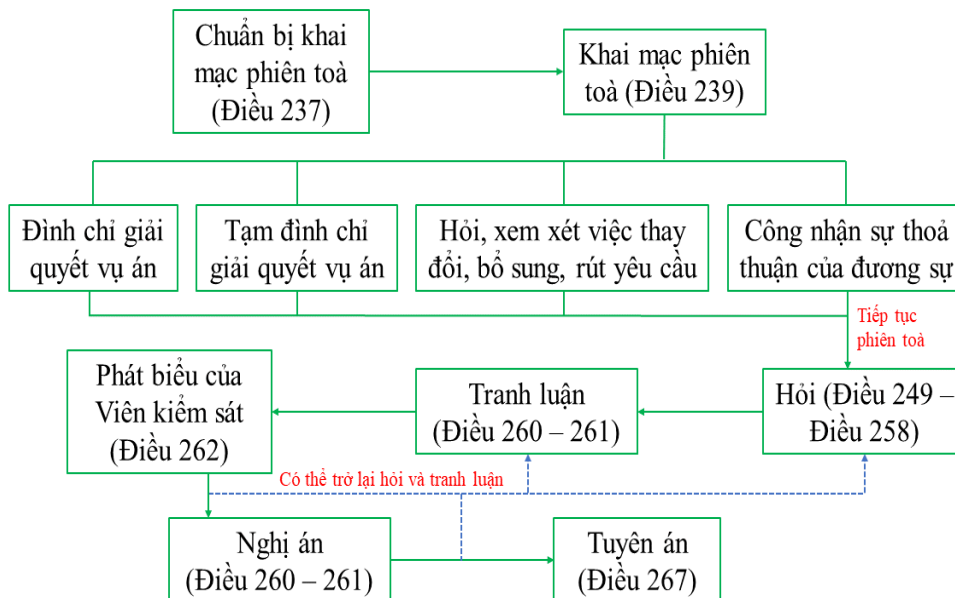 Chuẩn bị khai
mạc phiên toà
(Điều 237)
Khai mạc phiên
toà (Điều 239)
Đình chỉ giải
quyết vụ án
Tạm đình chỉ
giải quyết vụ án
Hỏi, xem xét việc thay
đổi, bổ sung, rút yêu cầu
Công nhận sự thoả
thuận của đương sự
Tiếp tục
phiên toà
Phát biểu của
Viên kiểm sát
(Điều 262)
Tranh luận
(Điều 260 – 261)
Hỏi (Điều 249 –
Điều 258)
Có thể trở lại hỏi và tranh luận
Nghị án
(Điều 260 – 261)
Tuyên án
(Điều 267)